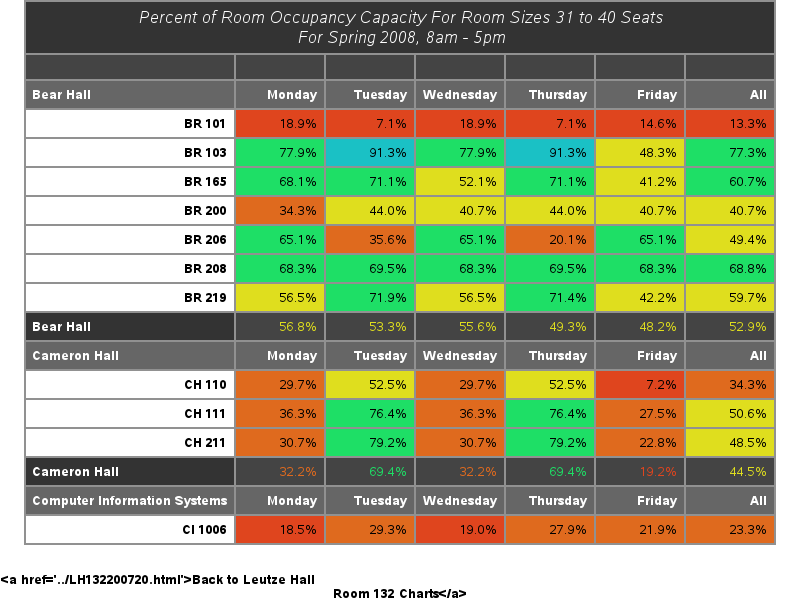 Percent of Room Occupancy Capacity For Room Sizes 31 to 40 Seats
For Spring 2008, 8am - 5pm
Bear Hall Monday Tuesday Wednesday Thursday Friday All
BR 101 18.9% 7.1% 18.9% 7.1% 14.6% 13.3%
BR 103 77.9% 91.3% 77.9% 91.3% 48.3% 77.3%
BR 165 68.1% 71.1% 52.1% 71.1% 41.2% 60.7%
BR 200 34.3% 44.0% 40.7% 44.0% 40.7% 40.7%
BR 206 65.1% 35.6% 65.1% 20.1% 65.1% 49.4%
BR 208 68.3% 69.5% 68.3% 69.5% 68.3% 68.8%
BR 219 56.5% 71.9% 56.5% 71.4% 42.2% 59.7%
Bear Hall 56.8% 53.3% 55.6% 49.3% 48.2% 52.9%
Cameron Hall Monday Tuesday Wednesday Thursday Friday All
CH 110 29.7% 52.5% 29.7% 52.5% 7.2% 34.3%
CH 111 36.3% 76.4% 36.3% 76.4% 27.5% 50.6%
CH 211 30.7% 79.2% 30.7% 79.2% 22.8% 48.5%
Cameron Hall 32.2% 69.4% 32.2% 69.4% 19.2% 44.5%
Computer Information Systems Monday Tuesday Wednesday Thursday Friday All
CI 1006 18.5% 29.3% 19.0% 27.9% 21.9% 23.3%
<a href='../LH132200720.html'>Back to Leutze Hall
Room 132 Charts</a>